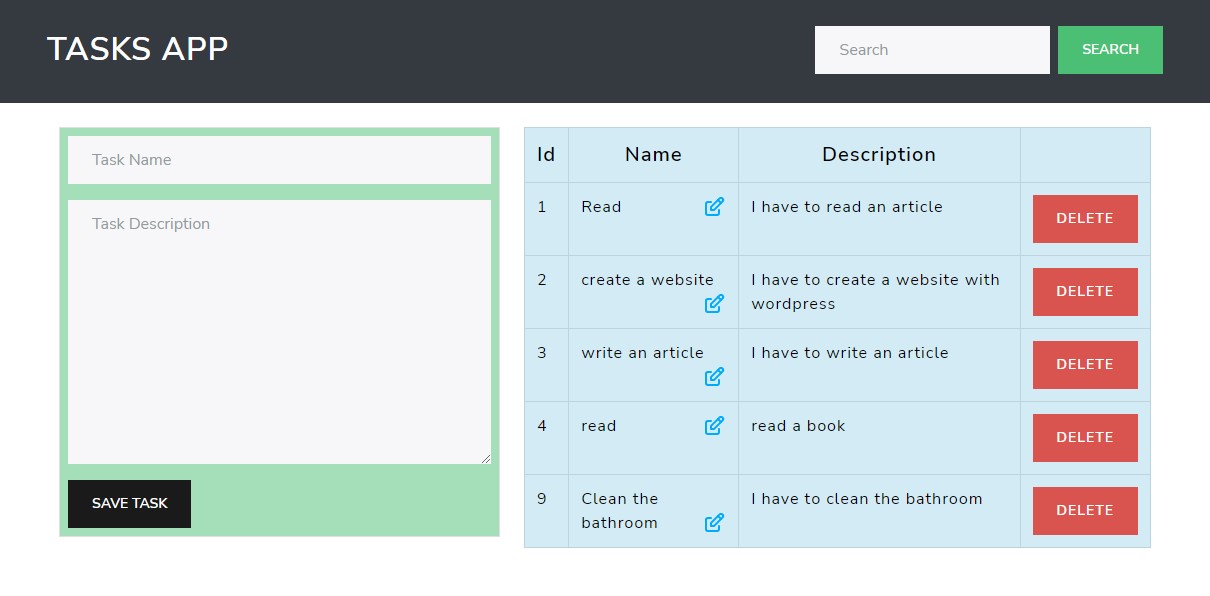 TASKS APP
Search
SEARCH
Task Name
Task Description
SAVE TASK
Id Name Description
1 Read I have to read an article DELETE
2 create a website I have to create a website with
wordpress DELETE
3 write an article I have to write an article DELETE
4 read read a book DELETE
9 Clean the I have to clean the bathroom DELETE
bathroom